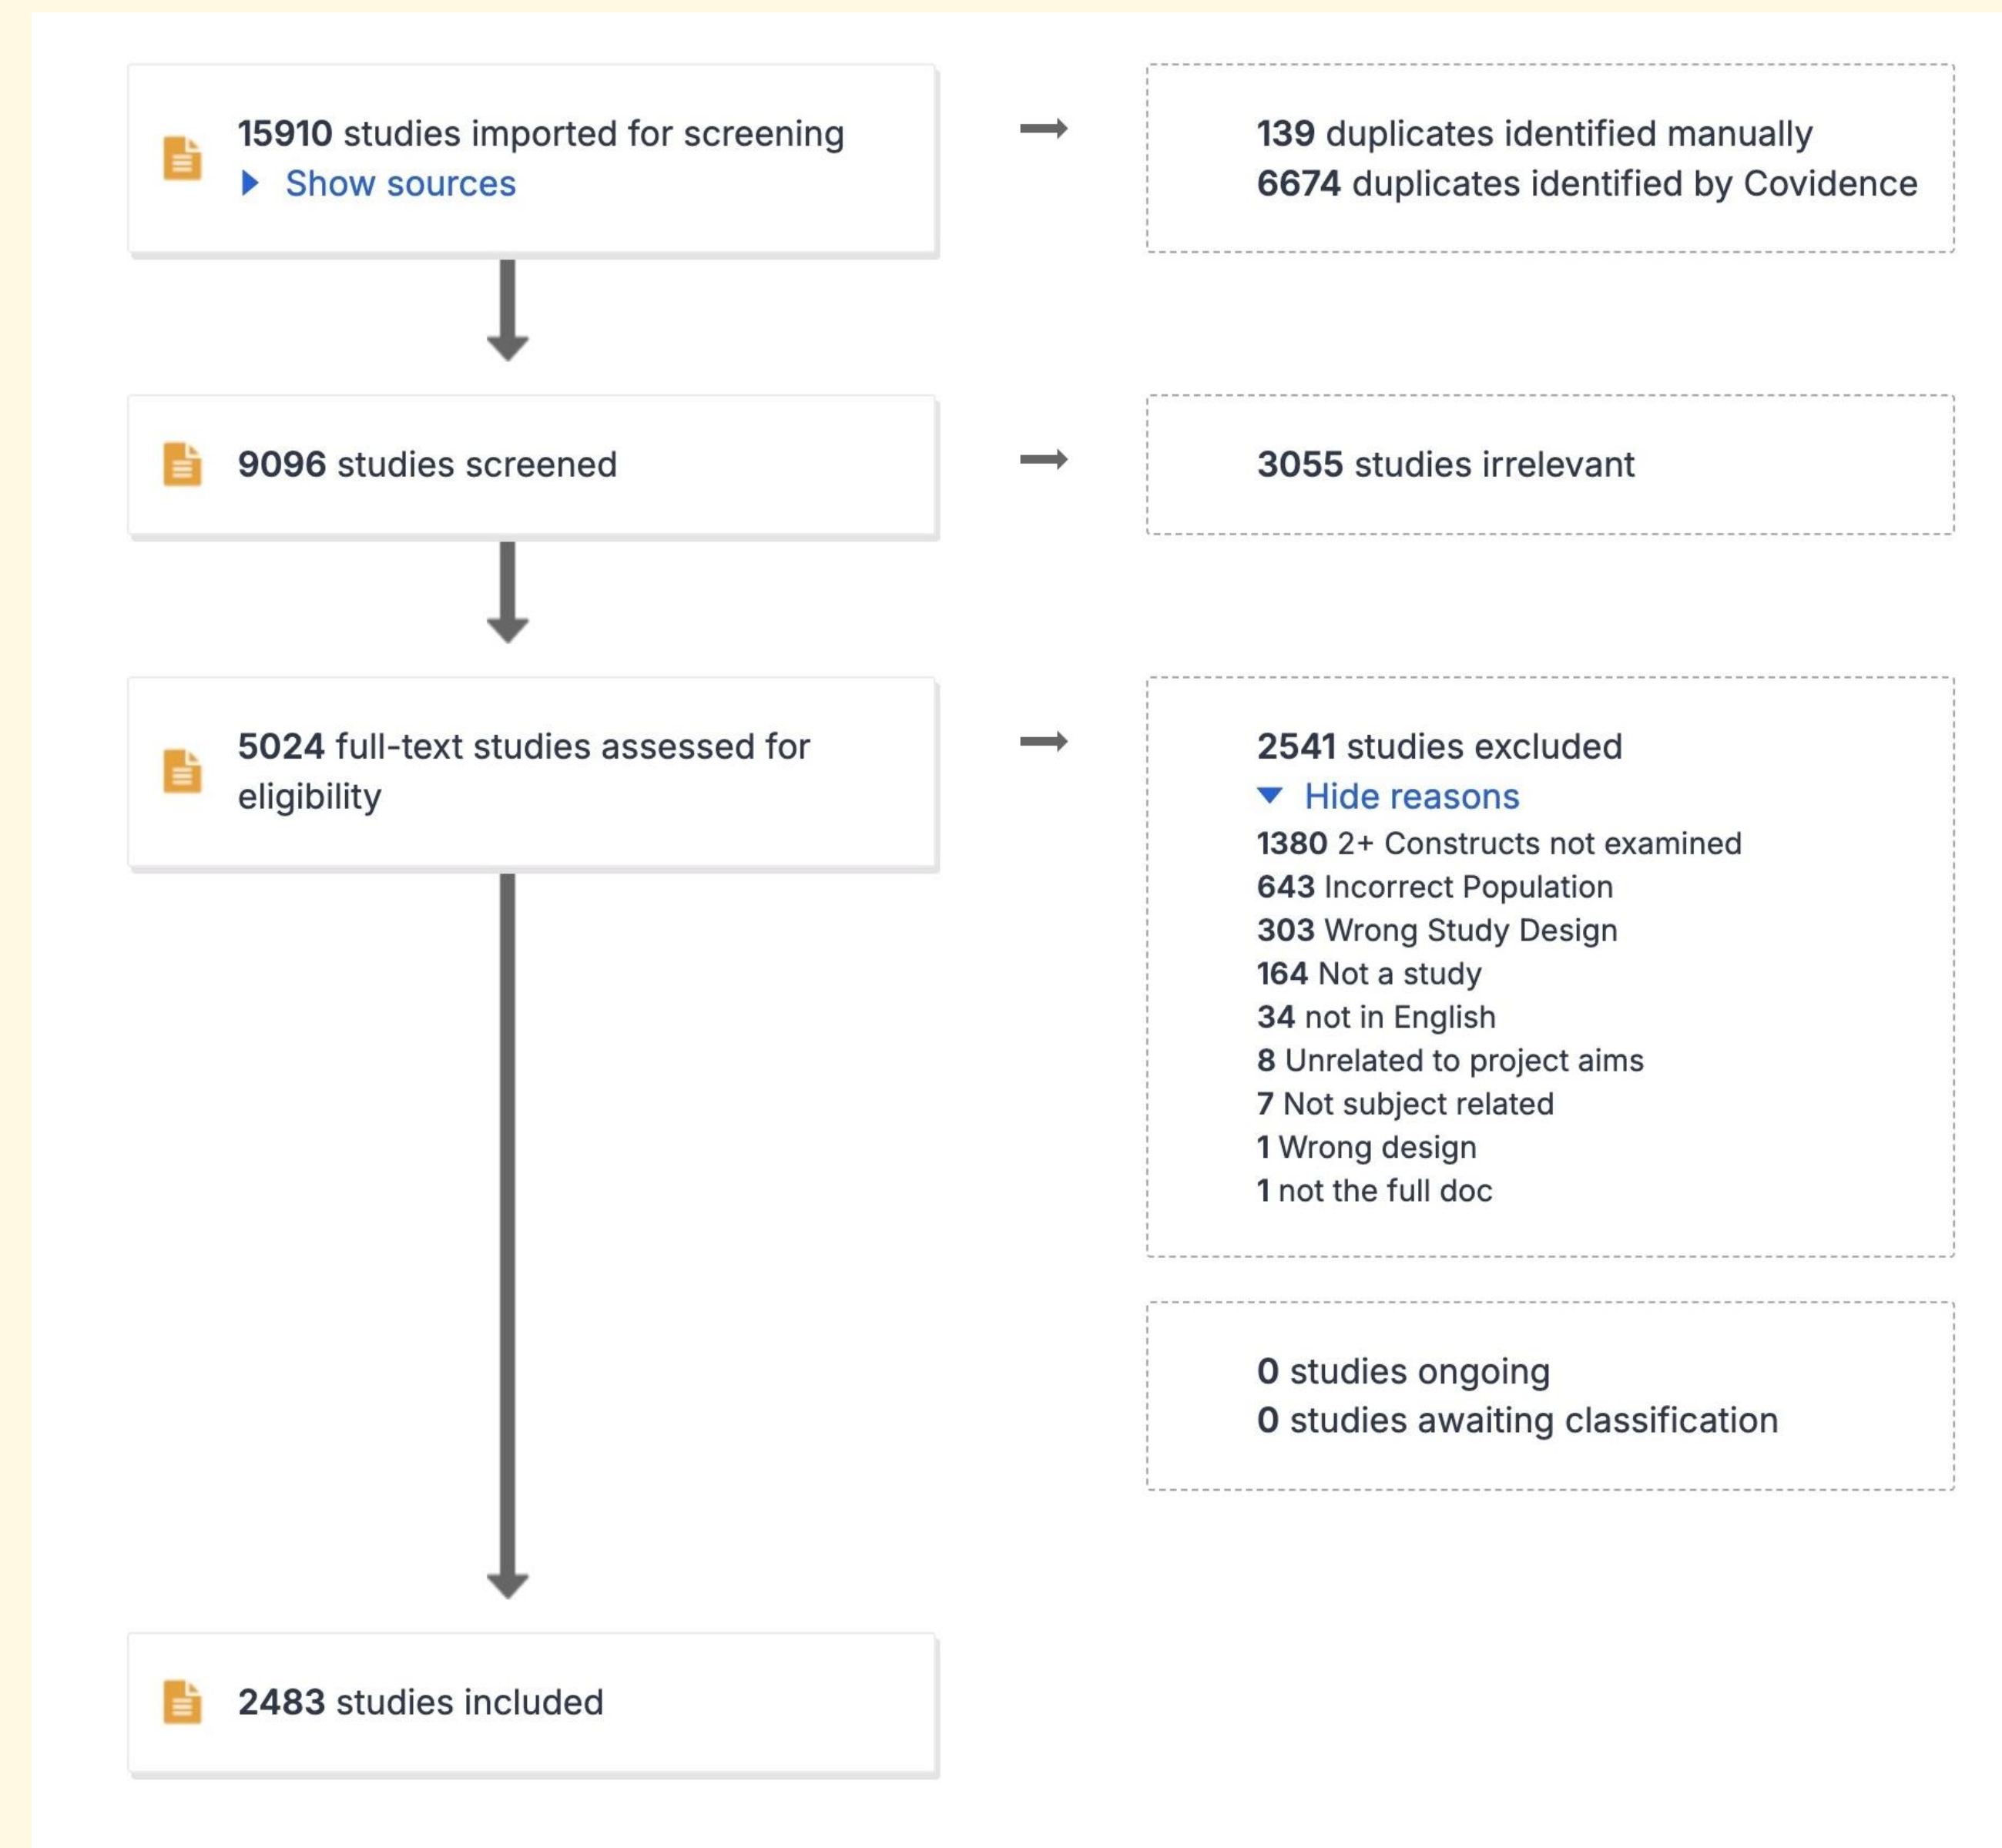 15910 studies imported for screening
Show sources
139 duplicates identified manually
6674 duplicates identified by Covidence
9096 studies screened
3055 studies irrelevant
5024 full-text studies assessed for
eligibility
2541 studies excluded
Hide reasons
1380 2+ Constructs not examined
643 Incorrect Population
303 Wrong Study Design
164 Not a study
34 not in English
8 Unrelated to project aims
7 Not subject related
1 Wrong design
1 not the full doc
0 studies ongoing
0 studies awaiting classification
2483 studies included